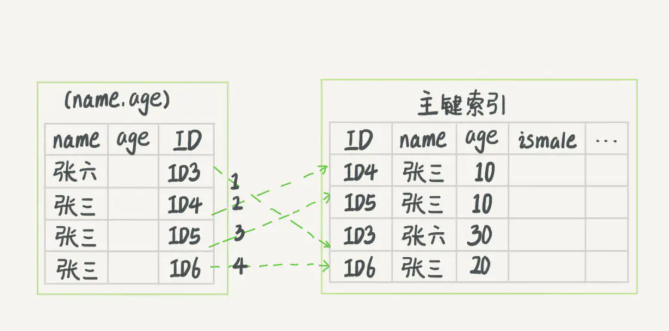 (name.age)
name age ID
张六 ID3
张三 ID4
张三 ID5
张三 ID6
1
2
3
4
主键索引
ID name age ismale ...
ID4 张三 10
ID5 张三 10
ID3 张六 30
ID6 张三 20